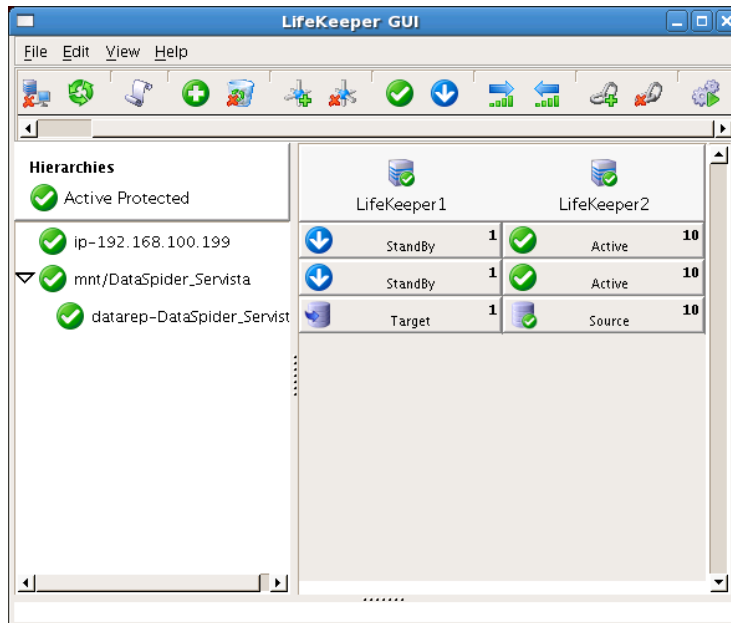 LifeKeeper GUI
File Edit View Help
Hierarchies
Active Protected
LifeKeeper1 LifeKeeper2
ip-192.168.100.199 StandBy 1 Active 10
mnt/DataSpider_Servista StandBy 1 Active 10
datarep-DataSpider_Servist Target 1 Source 10